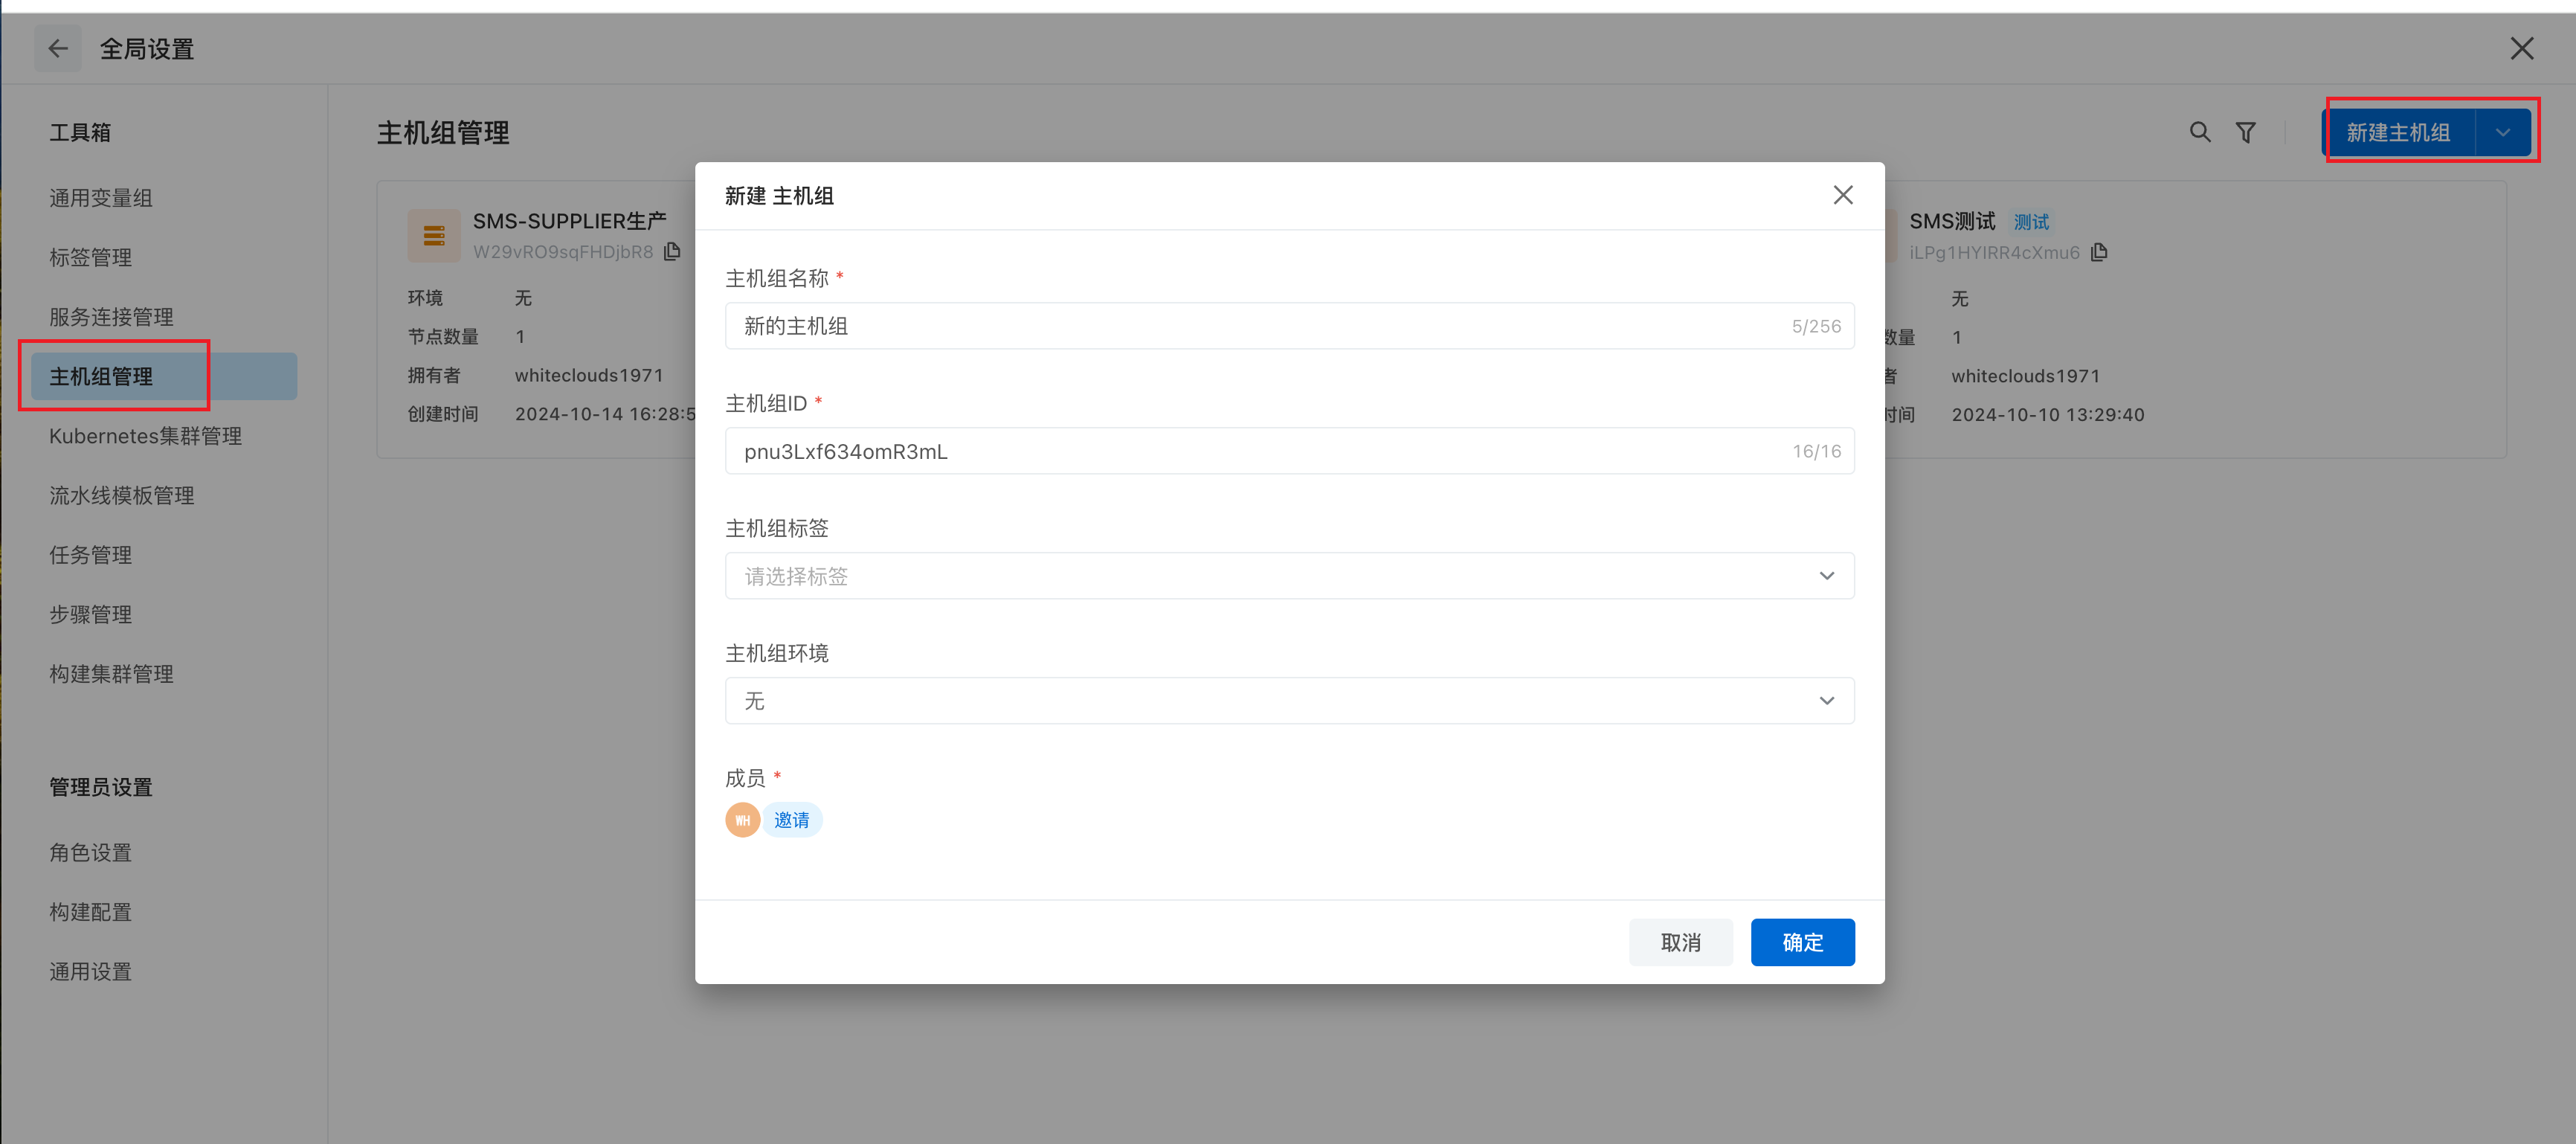 全局设置
工具箱
通用变量组
标签管理
服务连接管理
主机组管理
Kubernetes集群管理
流水线模板管理
任务管理
步骤管理
构建集群管理
管理员设置
角色设置
构建配置
通用设置
主机组管理
新建主机组
SMS-SUPPLIER生产
W29vRO9sqFHDjbR8
环境 无
节点数量 1
拥有者 whiteclouds1971
创建时间 2024-10-14 16:28:5
SMS测试 测试
iLPg1HYIRR4cXmu6
无
数量 1
者 whiteclouds1971
时间 2024-10-10 13:29:40
新建 主机组
主机组名称 *
新的主机组 5/256
主机组ID *
pnu3Lxf634omR3mL 16/16
主机组标签
请选择标签
主机组环境
无
成员 *
WH 邀请
取消 确定